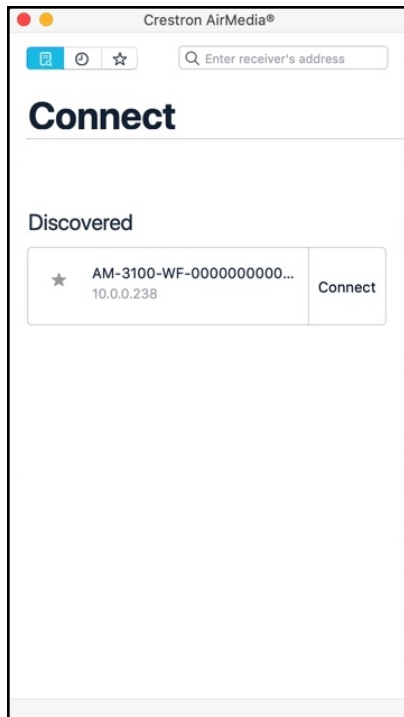 Crestron AirMedia®
Enter receiver's address
Connect
Discovered
AM-3100-WF-0000000000...
10.0.0.238
Connect